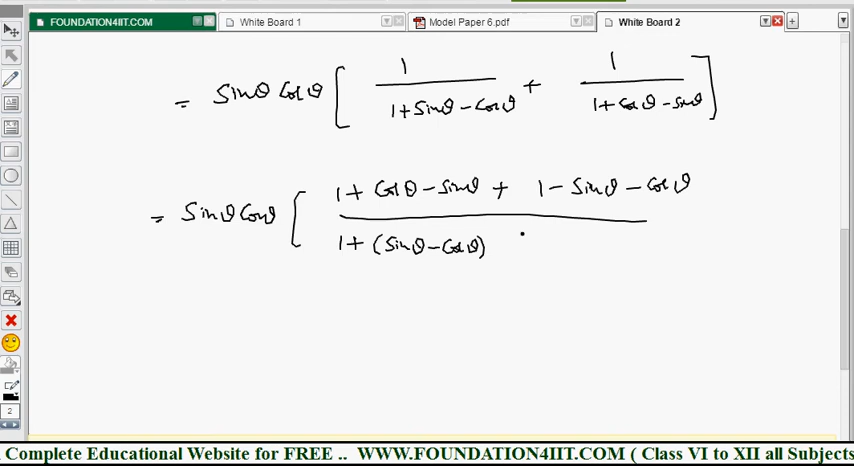 FOUNDATION4IIT.COM White Board 1 Model Paper 6.pdf White Board 2
= Sinθ Cosθ [ 1/(1+Sinθ-Cosθ) + 1/(1+Cosθ-Sinθ) ]
= Sinθ Cosθ [ (1+Cosθ-Sinθ + 1-Sinθ-Cosθ)/(1+(Sinθ-Cosθ) .
2
Complete Educational Website for FREE .. WWW.FOUNDATION4IIT.COM ( Class VI to XII all Subjects